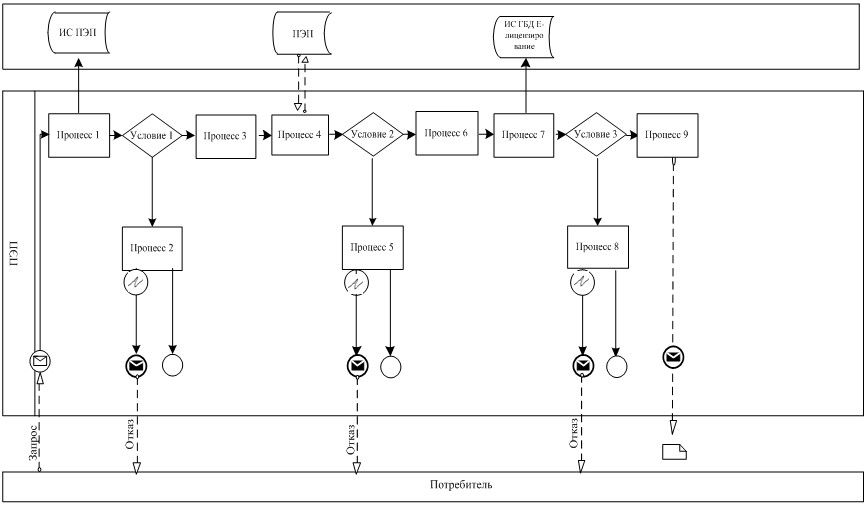 ИС ПЭП
ПЭП
ИС ГБД Е-
лицензиро
вание
Процесс 1
Условие 1
Процесс 3
Процесс 4
Условие 2
Процесс 6
Процесс 7
Условие 3
Процесс 9
Процесс 2
Процесс 5
Процесс 8
ПЭП
Запрос
Отказ
Отказ
Отказ
Потребитель